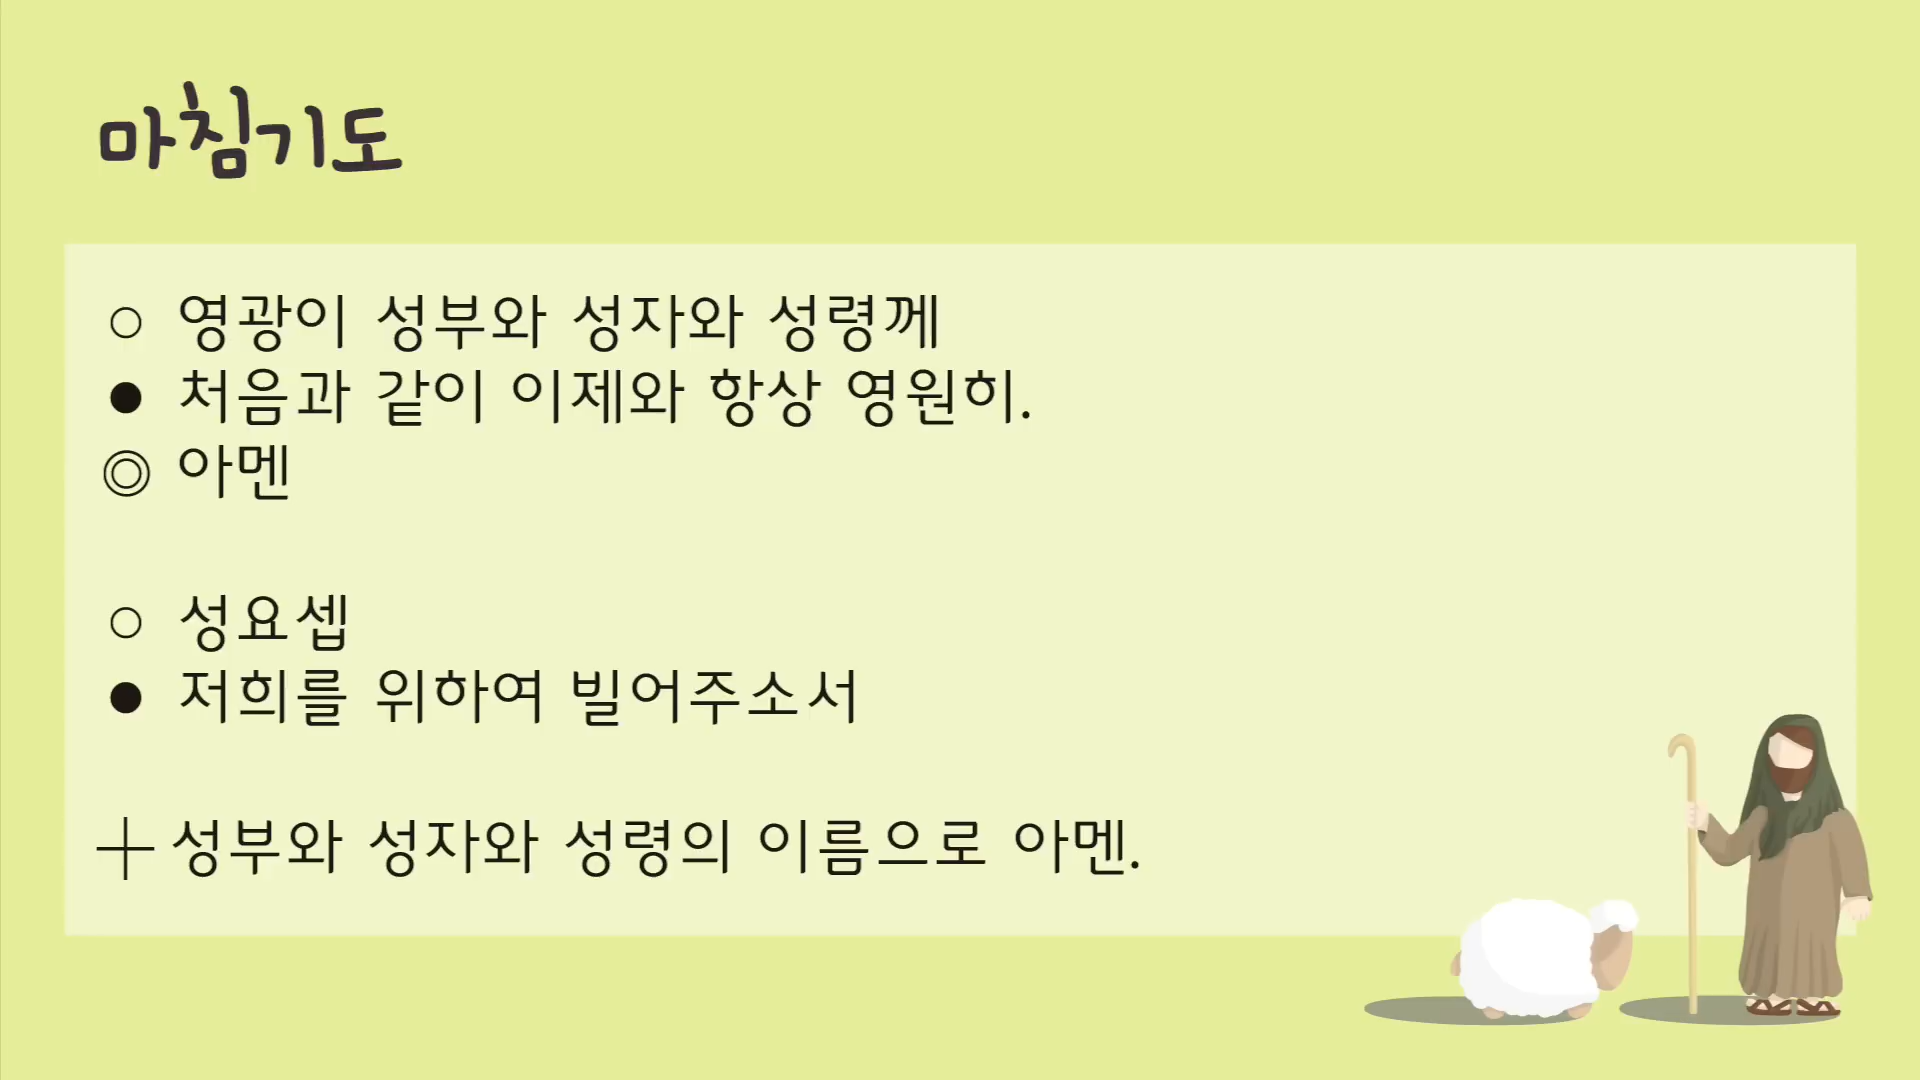 마침기도
○ 영광이 성부와 성자와 성령께
● 처음과 같이 이제와 항상 영원히.
◎ 아멘
○ 성요셉
● 저희를 위하여 빌어주소서
┼ 성부와 성자와 성령의 이름으로 아멘.